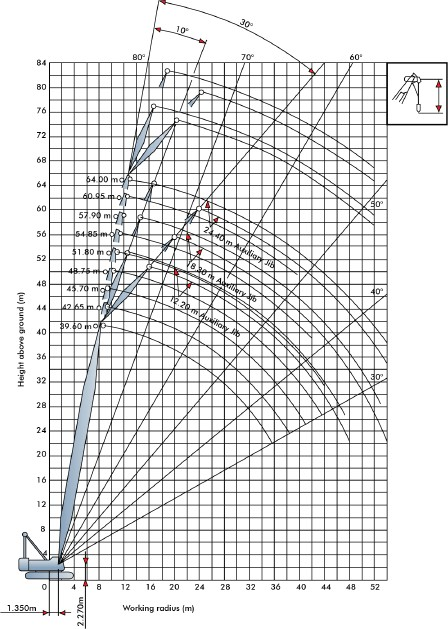 30°
10°
80°
70°
60°
84
80
76
72
68
64
60
56
52
48
44
40
36
32
28
24
20
16
12
8
4
64.00 m
60.95 m
57.90 m
54.85 m
51.80 m
48.75 m
45.70 m
42.65 m
39.60 m
24.40 m Auxiliary Jib
18.30 m Auxiliary Jib
12.20 m Auxiliary Jib
50°
40°
30°
Height above ground (m)
0 4 8 12 16 20 24 28 32 36 40 44 48 52
1.350m
2.270m
Working radius (m)